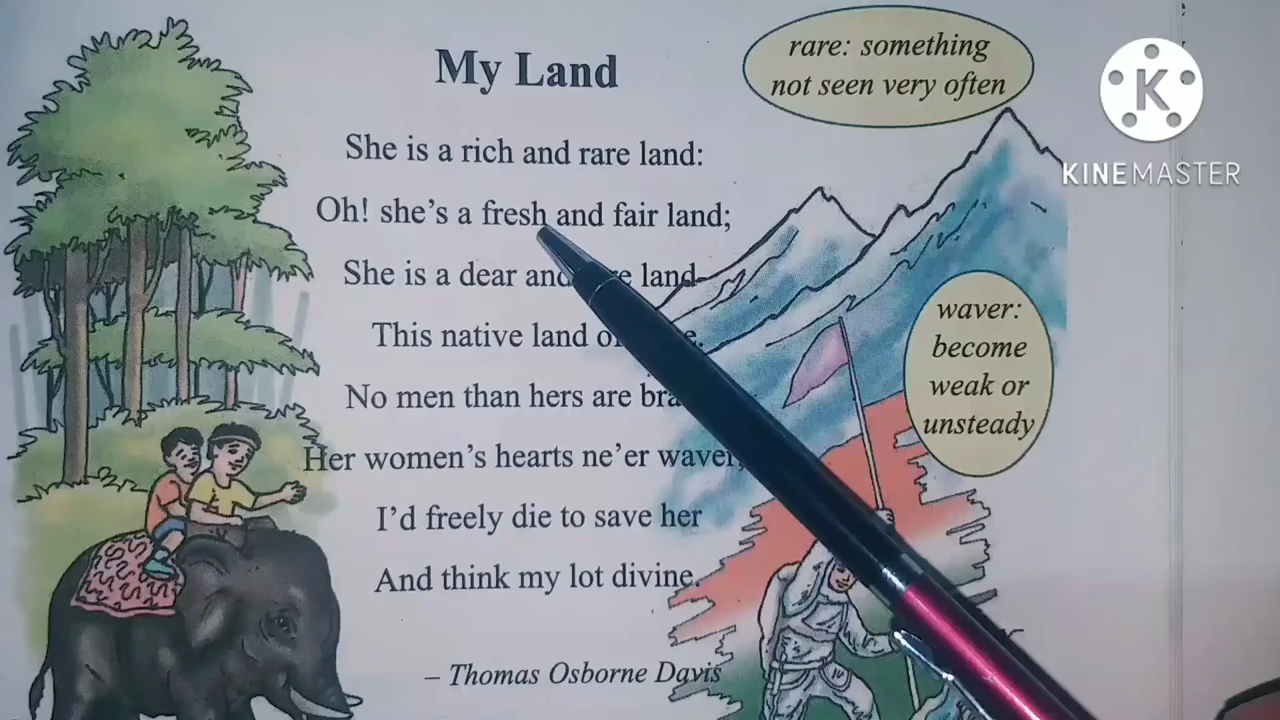 My Land
rare: something
not seen very often
She is a rich and rare land:
Oh! she's a fresh and fair land;
She is a dear and land
This native land
No men than hers are
Her women's hearts ne'er waver,
I'd freely die to save her
And think my lot divine.
– Thomas Osborne Davis
waver:
become
weak or
unsteady
K
KINEMASTER